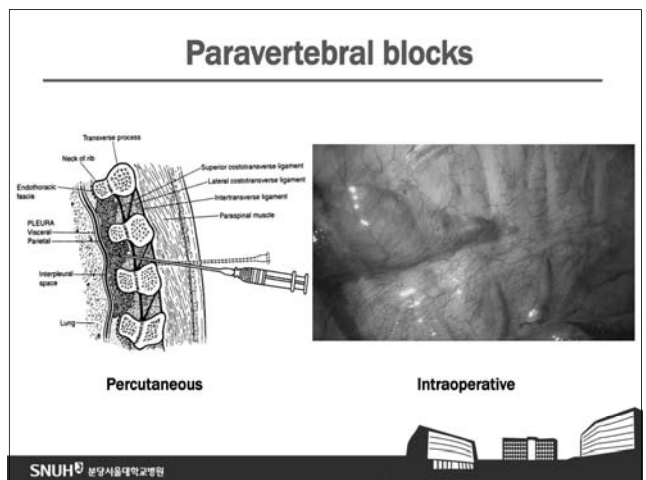 Paravertebral blocks
Transverse process
Neck of rib
Endothoracic
fascia
PLEURA
Visceral
Parietal
Interpleural
space
Lung
Superior costotransverse ligament
Lateral costotransverse ligament
Intertransverse ligament
Paraspinal muscle
Percutaneous
Intraoperative
SNUH 분당서울대학교병원